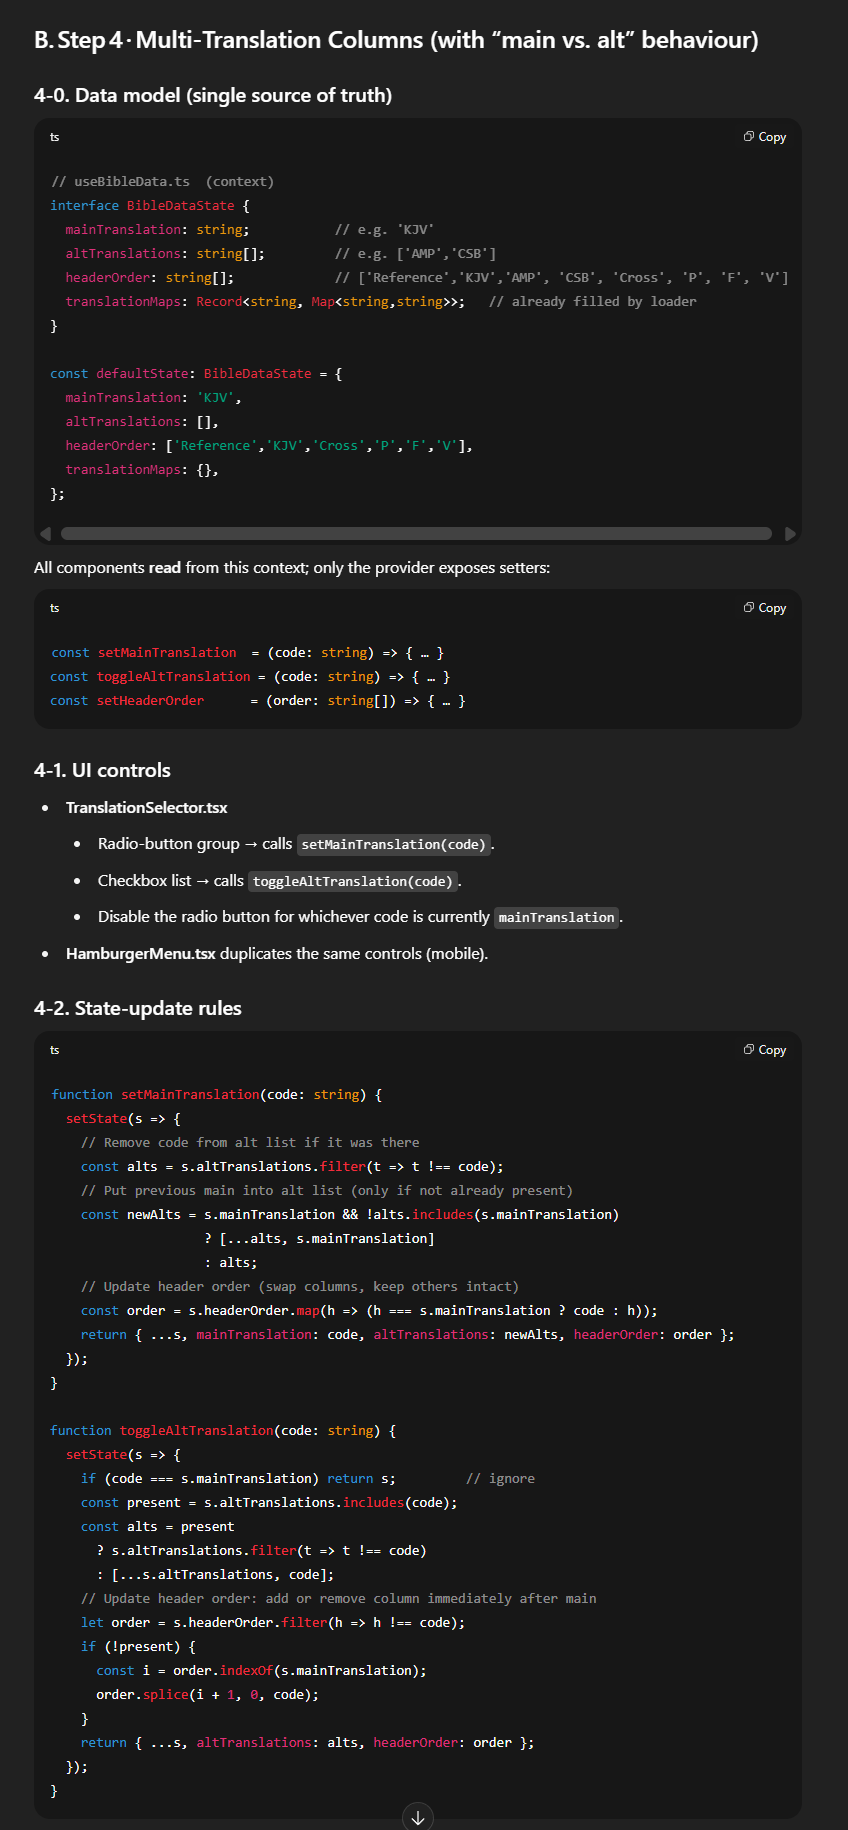 B. Step 4 · Multi-Translation Columns (with “main vs. alt” behaviour)
4-0. Data model (single source of truth)
ts
Copy
// useBibleData.ts  (context)
interface BibleDataState {
  mainTranslation: string;           // e.g. 'KJV'
  altTranslations: string[];         // e.g. ['AMP','CSB']
  headerOrder: string[];             // ['Reference','KJV','AMP', 'CSB', 'Cross', 'P', 'F', 'V']
  translationMaps: Record<string, Map<string,string>>;   // already filled by loader
}
const defaultState: BibleDataState = {
  mainTranslation: 'KJV',
  altTranslations: [],
  headerOrder: ['Reference','KJV','Cross','P','F','V'],
  translationMaps: {},
};
All components read from this context; only the provider exposes setters:
ts
Copy
const setMainTranslation  = (code: string) => { … }
const toggleAltTranslation = (code: string) => { … }
const setHeaderOrder      = (order: string[]) => { … }
4-1. UI controls
• TranslationSelector.tsx
• Radio-button group → calls setMainTranslation(code).
• Checkbox list → calls toggleAltTranslation(code).
• Disable the radio button for whichever code is currently mainTranslation.
• HamburgerMenu.tsx duplicates the same controls (mobile).
4-2. State-update rules
ts
Copy
function setMainTranslation(code: string) {
  setState(s => {
    // Remove code from alt list if it was there
    const alts = s.altTranslations.filter(t => t !== code);
    // Put previous main into alt list (only if not already present)
    const newAlts = s.mainTranslation && !alts.includes(s.mainTranslation)
                    ? [...alts, s.mainTranslation]
                    : alts;
    // Update header order (swap columns, keep others intact)
    const order = s.headerOrder.map(h => (h === s.mainTranslation ? code : h));
    return { ...s, mainTranslation: code, altTranslations: newAlts, headerOrder: order };
  });
}
function toggleAltTranslation(code: string) {
  setState(s => {
    if (code === s.mainTranslation) return s;         // ignore
    const present = s.altTranslations.includes(code);
    const alts = present
      ? s.altTranslations.filter(t => t !== code)
      : [...s.altTranslations, code];
    // Update header order: add or remove column immediately after main
    let order = s.headerOrder.filter(h => h !== code);
    if (!present) {
      const i = order.indexOf(s.mainTranslation);
      order.splice(i + 1, 0, code);
    }
    return { ...s, altTranslations: alts, headerOrder: order };
  });
}